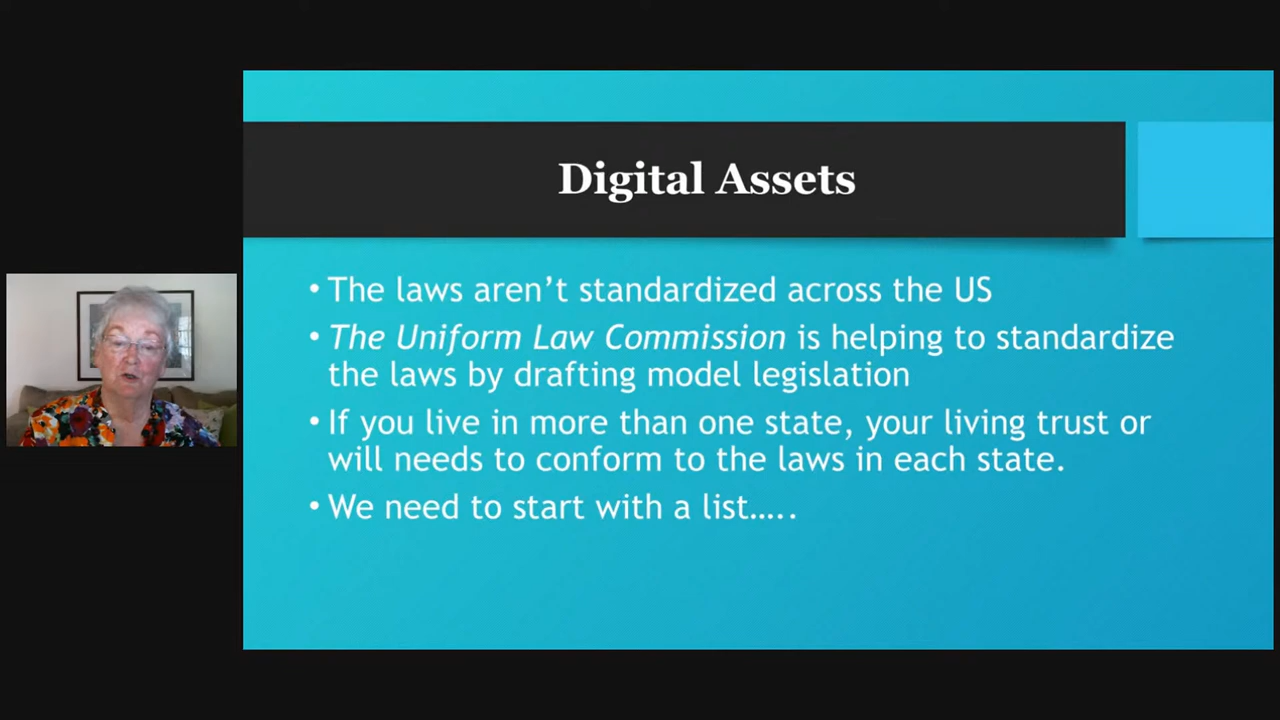 Digital Assets
• The laws aren’t standardized across the US
• The Uniform Law Commission is helping to standardize
the laws by drafting model legislation
• If you live in more than one state, your living trust or
will needs to conform to the laws in each state.
• We need to start with a list…..